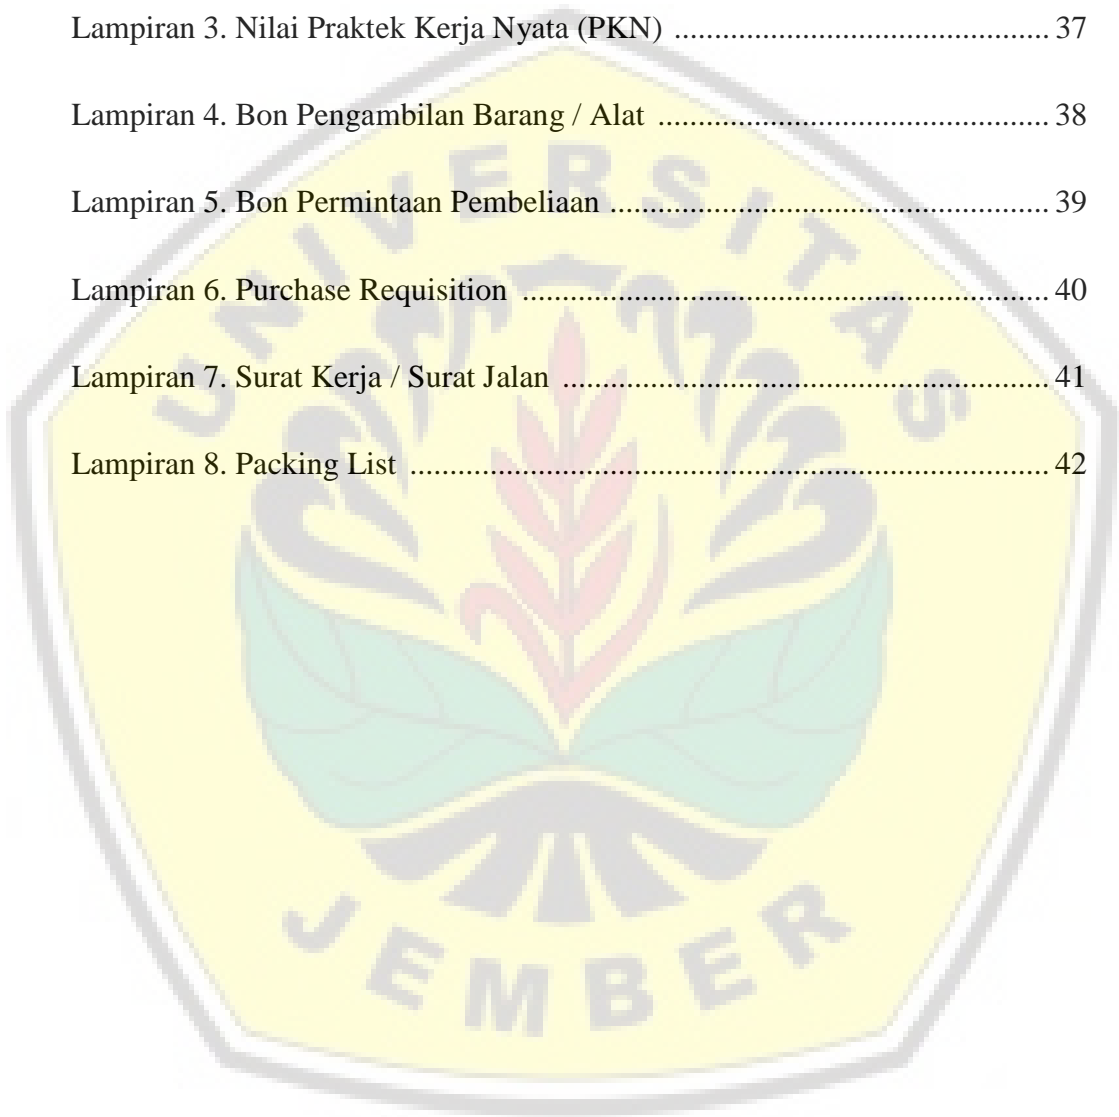 Lampiran 3. Nilai Praktek Kerja Nyata (PKN) ............................................... 37
Lampiran 4. Bon Pengambilan Barang / Alat ................................................. 38
Lampiran 5. Bon Permintaan Pembeliaan ....................................................... 39
Lampiran 6. Purchase Requisition .................................................................. 40
Lampiran 7. Surat Kerja / Surat Jalan ............................................................. 41
Lampiran 8. Packing List ................................................................................ 42
UNIVERSITAS
JEMBER